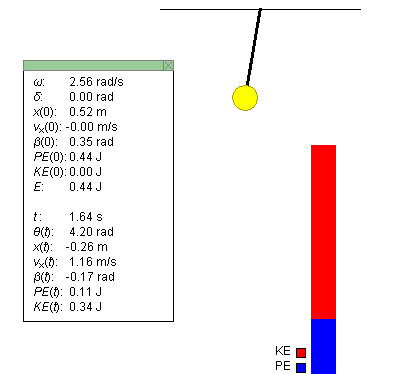 ω: 2.56 rad/s
δ: 0.00 rad
x(0): 0.52 m
vₓ(0): -0.00 m/s
β(0): 0.35 rad
PE(0): 0.44 J
KE(0): 0.00 J
E: 0.44 J
t: 1.64 s
θ(t): 4.20 rad
x(t): -0.26 m
vₓ(t): 1.16 m/s
β(t): -0.17 rad
PE(t): 0.11 J
KE(t): 0.34 J
KE
PE